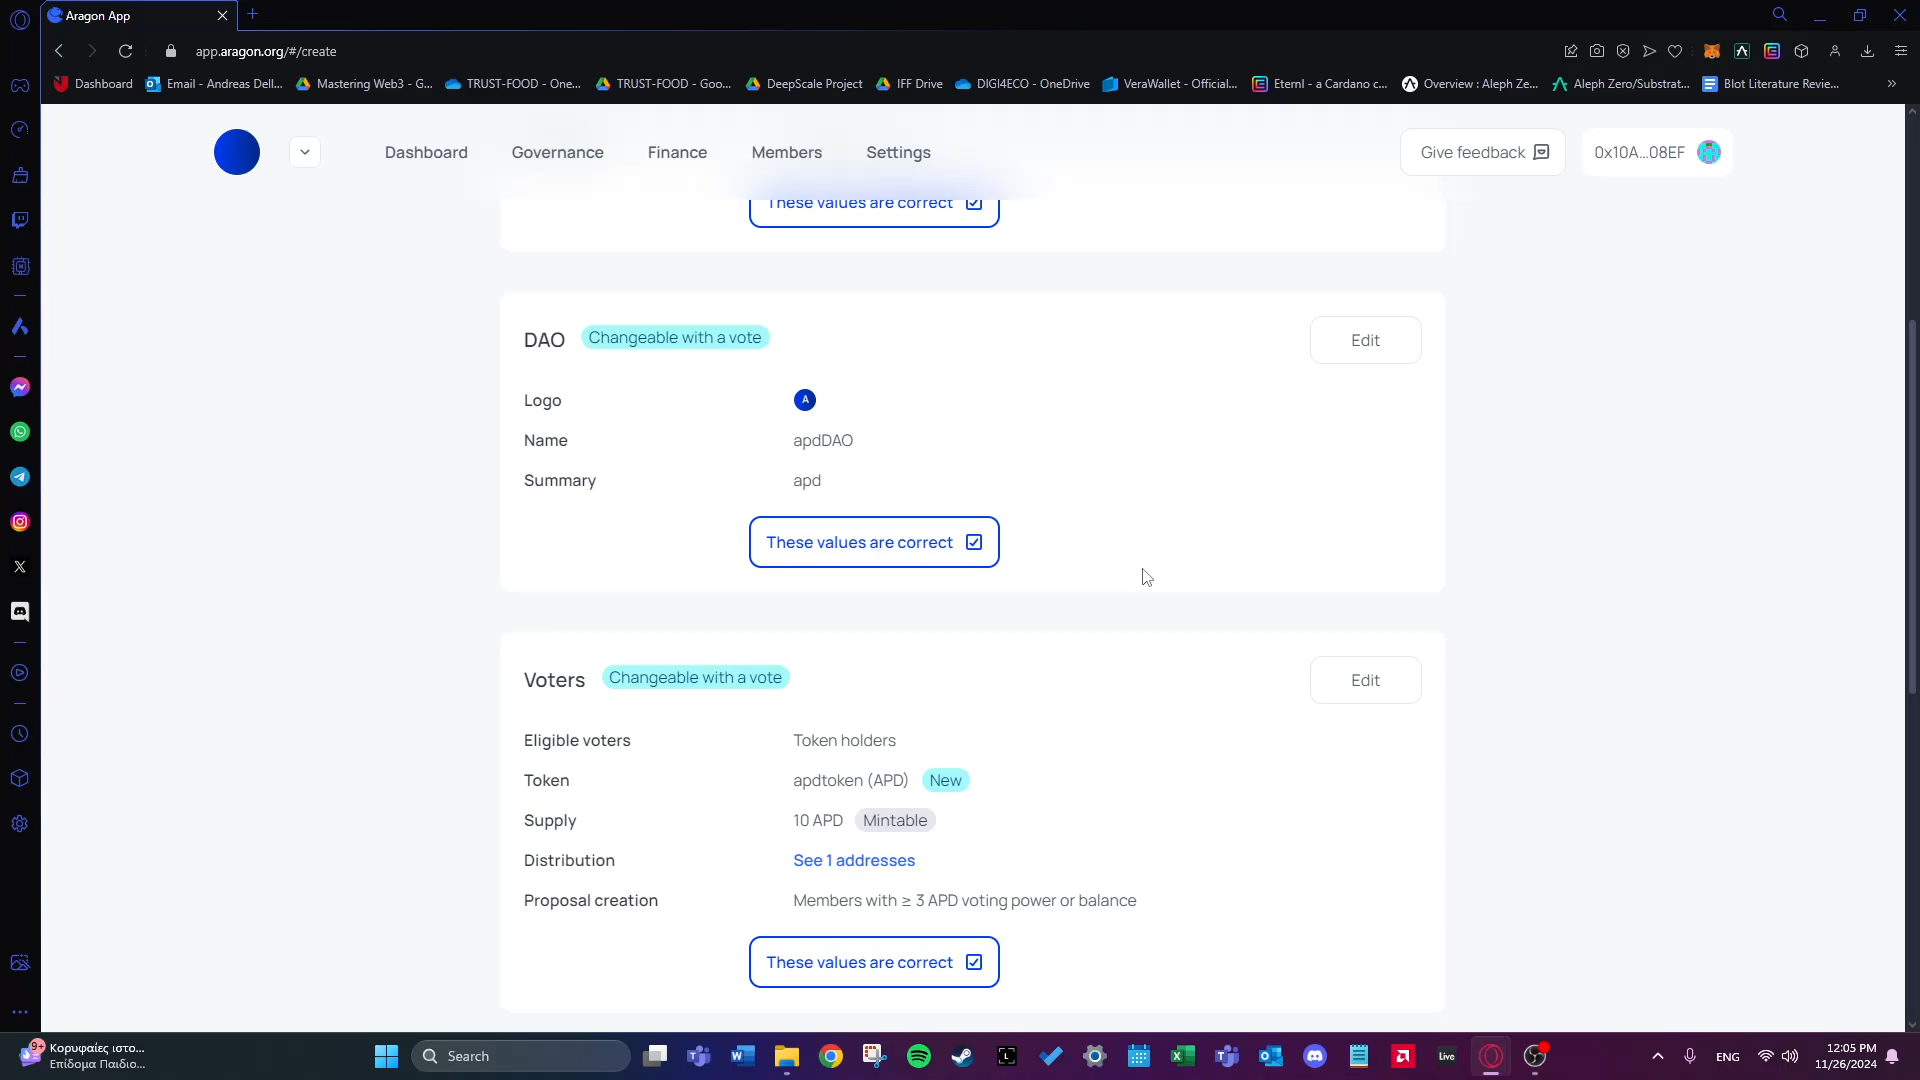 Aragon App
app.aragon.org/#/create
Dashboard
Email - Andreas Dell...
Mastering Web3 - G...
TRUST-FOOD - One...
TRUST-FOOD - Goo...
DeepScale Project
IFF Drive
DIGI4ECO - OneDrive
VeraWallet - Official...
Eternl - a Cardano c...
Overview : Aleph Ze...
Aleph Zero/Substrat...
Blot Literature Revie...
»
Dashboard
Governance
Finance
Members
Settings
Give feedback
0x10A...08EF
These values are correct
DAO
Changeable with a vote
Edit
Logo
A
Name
apdDAO
Summary
apd
These values are correct
Voters
Changeable with a vote
Edit
Eligible voters
Token holders
Token
apdtoken (APD)
New
Supply
10 APD
Mintable
Distribution
See 1 addresses
Proposal creation
Members with ≥ 3 APD voting power or balance
These values are correct
9+
Κορυφαίες ιστο...
Επίδομα Παιδιο...
Search
Live
ENG
12:05 PM
11/26/2024